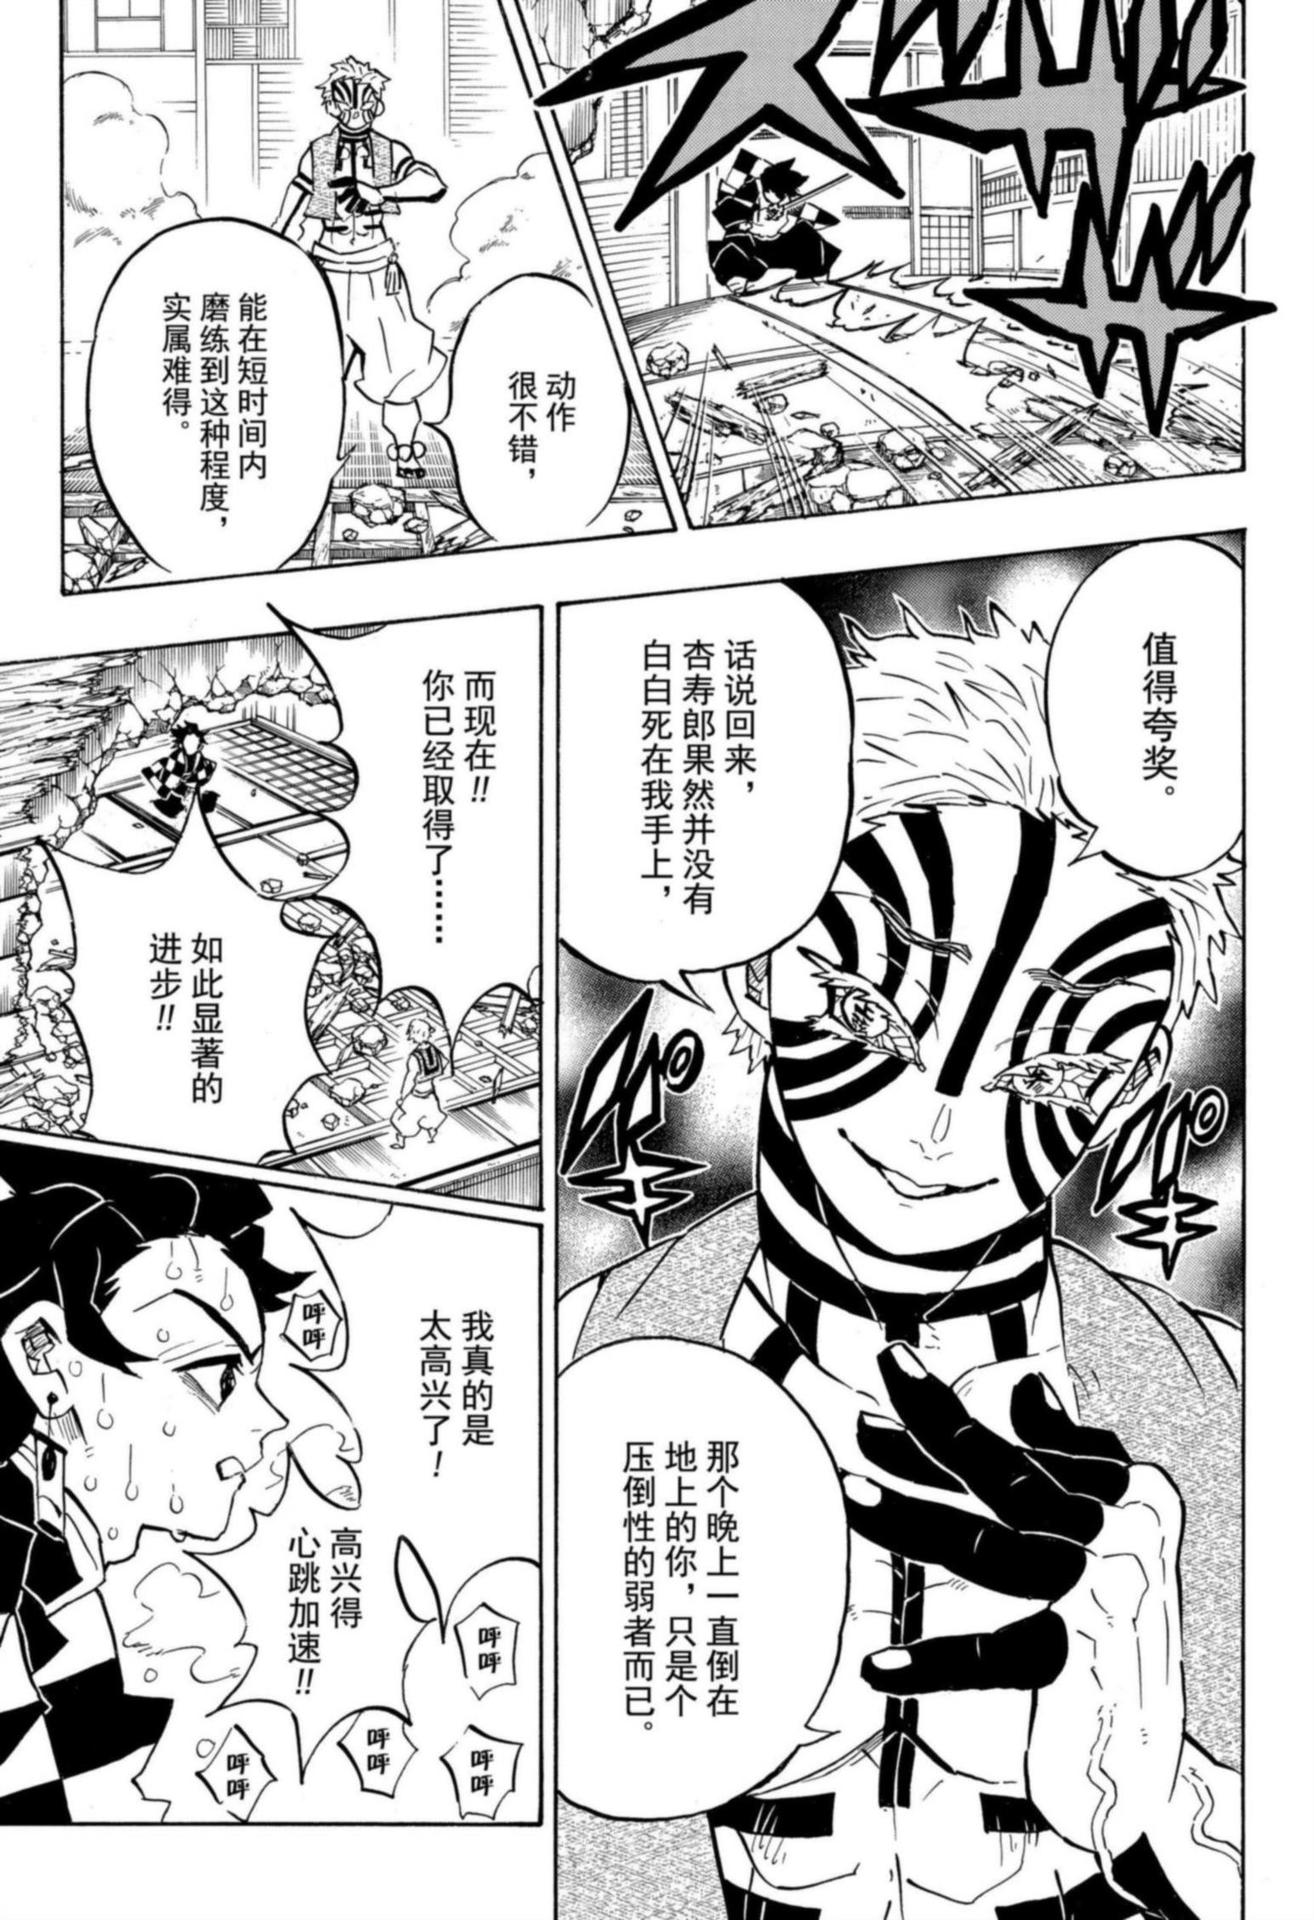 动作
很不错，
能在短时间内
磨练到这种程度，
实属难得。
值得夸奖。
话说回来，
杏寿郎果然并没有
白白死在我手上，
那个晚上一直倒在
地上的你，只是个
压倒性的弱者而已。
而现在!!
你已经取得了……
如此显著的
进步!!
我真的是
太高兴了！
高兴得
心跳加速!!
呼
呼
呼
呼
呼
呼
呼
呼
呼
呼